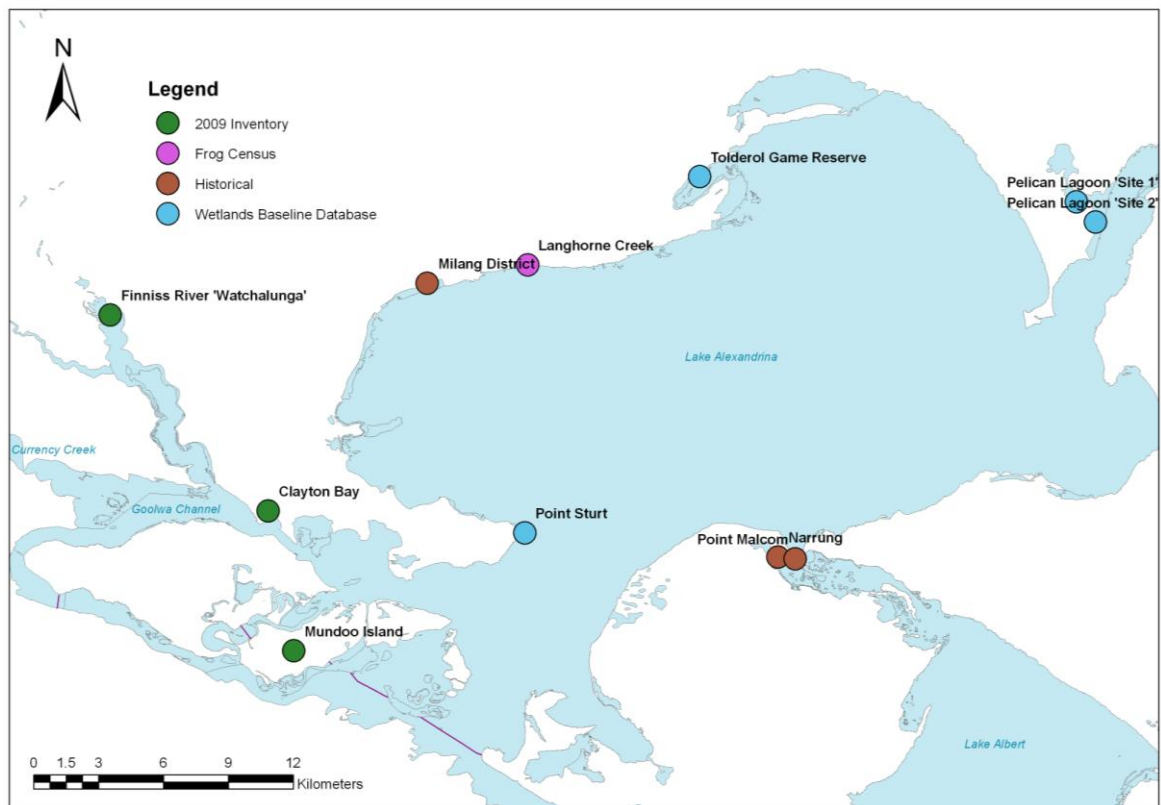 N
Legend
2009 Inventory
Frog Census
Historical
Wetlands Baseline Database
Tolderol Game Reserve
Pelican Lagoon 'Site 1'
Pelican Lagoon 'Site 2'
Langhorne Creek
Milang District
Finniss River 'Watchalunga'
Lake Alexandrina
Currency Creek
Clayton Bay
Goolwa Channel
Point Sturt
Point Malcom
Narrung
Mundoo Island
Lake Albert
0 1.5 3 6 9 12
Kilometers